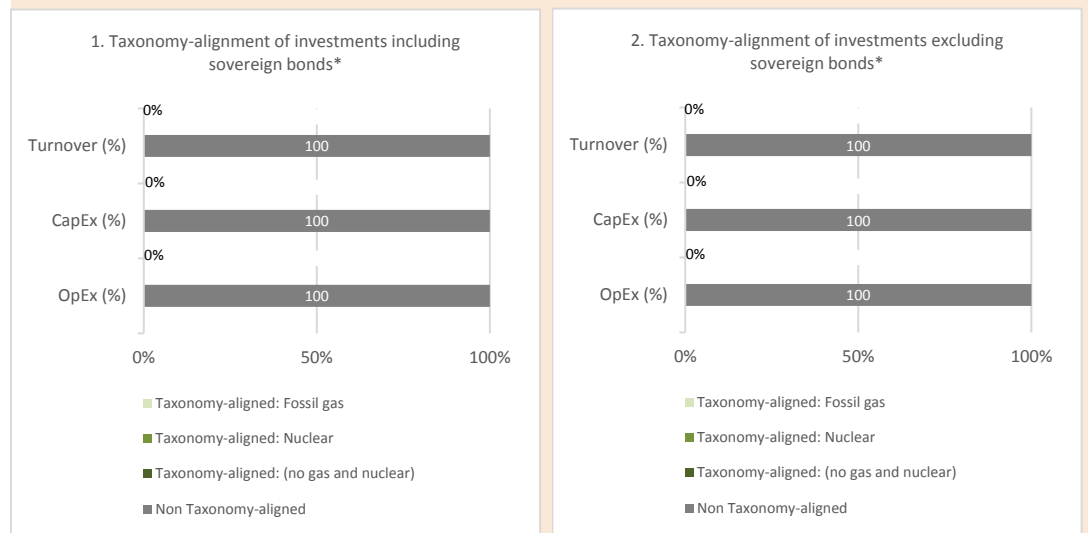 1. Taxonomy-alignment of investments including
sovereign bonds*
0%
Turnover (%)
100
0%
CapEx (%)
100
0%
OpEx (%)
100
0%
50%
100%
Taxonomy-aligned: Fossil gas
Taxonomy-aligned: Nuclear
Taxonomy-aligned: (no gas and nuclear)
Non Taxonomy-aligned
2. Taxonomy-alignment of investments excluding
sovereign bonds*
0%
Turnover (%)
100
0%
CapEx (%)
100
0%
OpEx (%)
100
0%
50%
100%
Taxonomy-aligned: Fossil gas
Taxonomy-aligned: Nuclear
Taxonomy-aligned: (no gas and nuclear)
Non Taxonomy-aligned